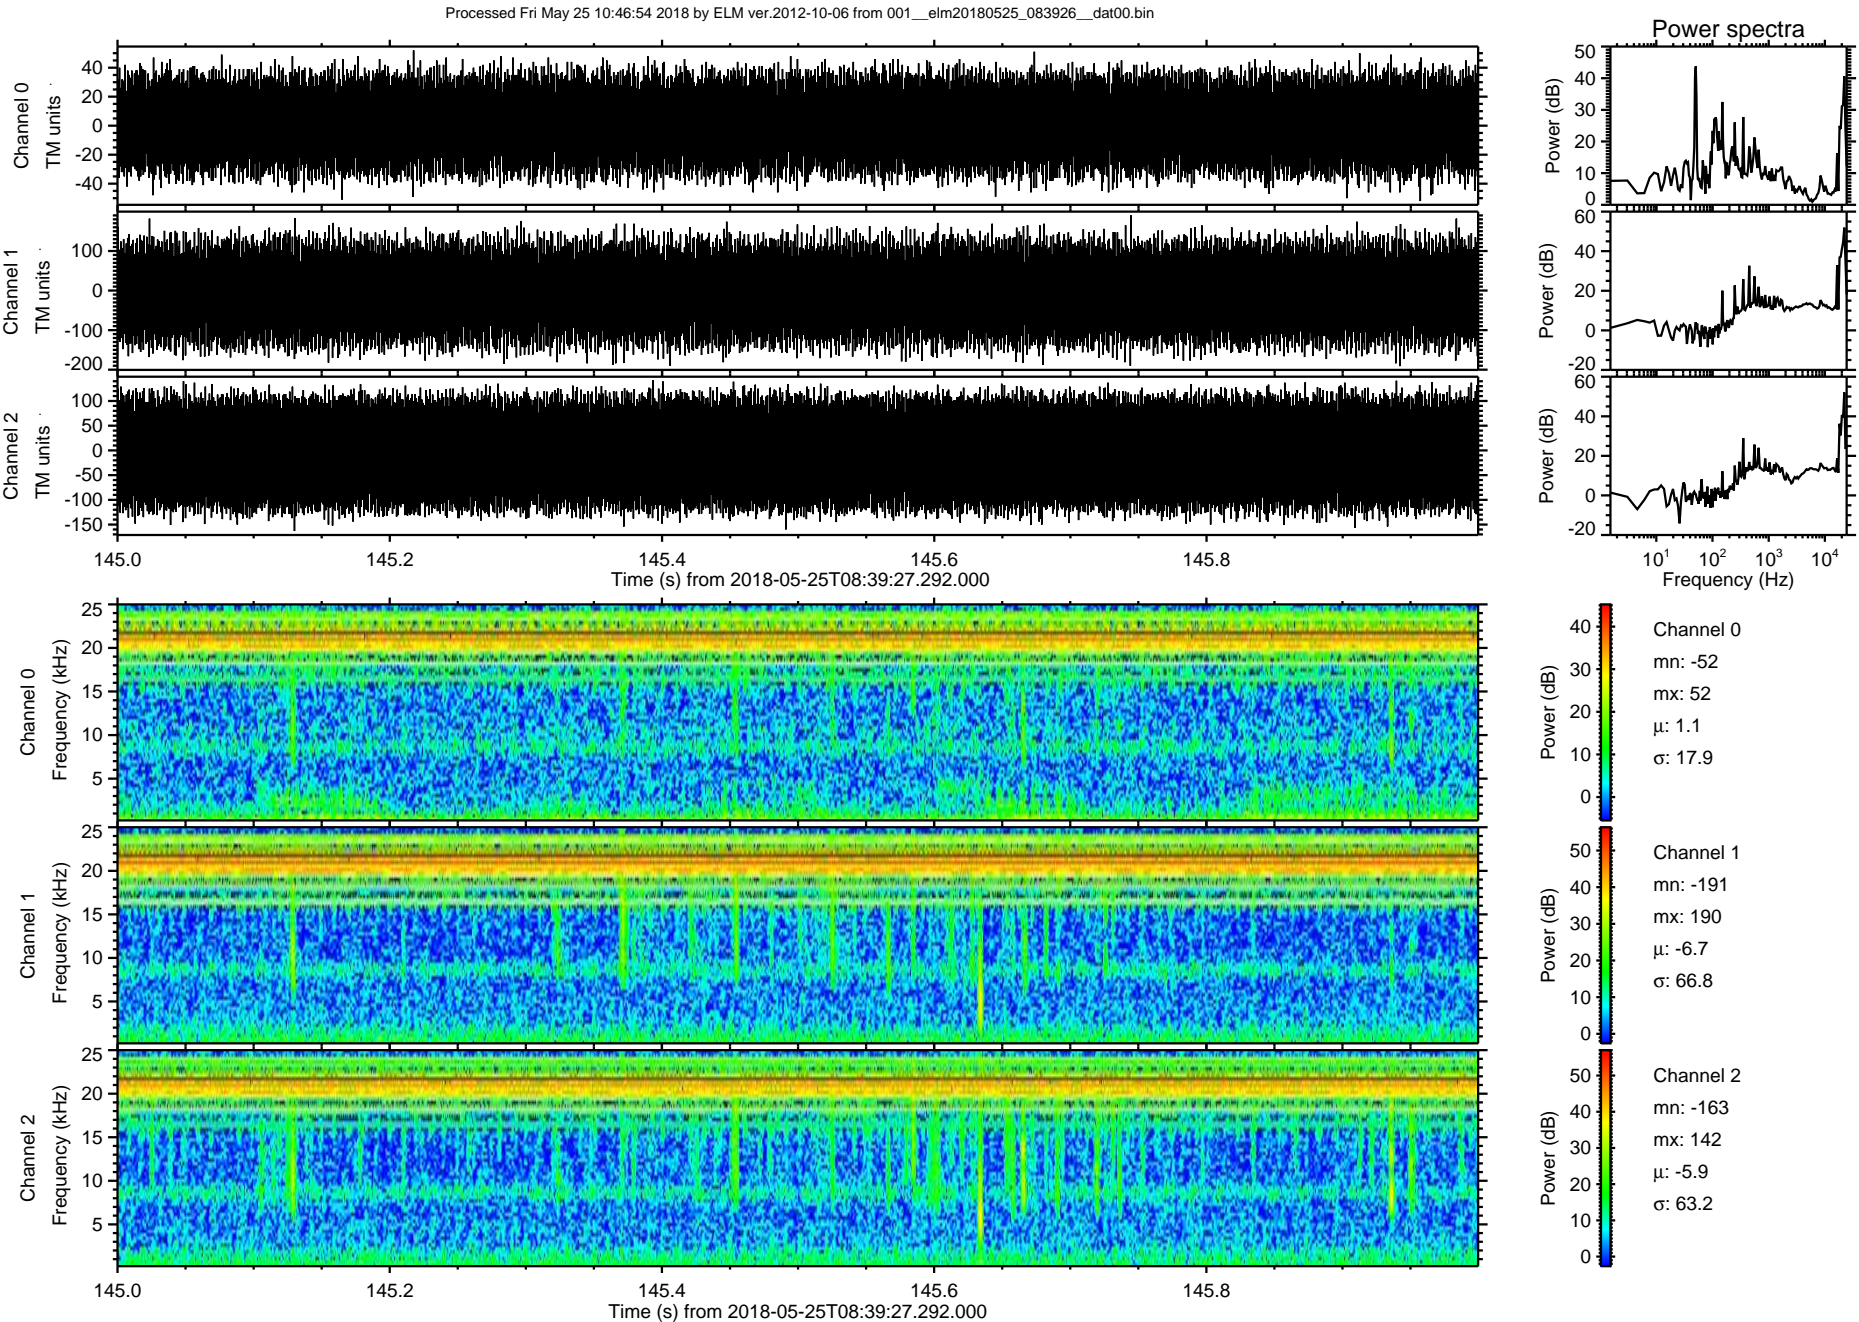 Processed Fri May 25 10:46:54 2018 by ELM ver.2012-10-06 from 001__elm20180525_083926__dat00.bin
Power spectra
Channel 0
TM units
40
20
0
-20
-40
Power (dB)
50
40
30
20
10
0
Channel 1
TM units
100
0
-100
-200
Power (dB)
60
40
20
0
-20
Channel 2
TM units
100
50
0
-50
-100
-150
Power (dB)
60
40
20
0
-20
145.0 145.2 145.4 145.6 145.8
Time (s) from 2018-05-25T08:39:27.292.000
10¹ 10² 10³ 10⁴
Frequency (Hz)
Channel 0
Frequency (kHz)
25
20
15
10
5
Power (dB)
40
30
20
10
0
Channel 0
mn: -52
mx: 52
μ: 1.1
σ: 17.9
Channel 1
Frequency (kHz)
25
20
15
10
5
Power (dB)
50
40
30
20
10
0
Channel 1
mn: -191
mx: 190
μ: -6.7
σ: 66.8
Channel 2
Frequency (kHz)
25
20
15
10
5
Power (dB)
50
40
30
20
10
0
Channel 2
mn: -163
mx: 142
μ: -5.9
σ: 63.2
145.0 145.2 145.4 145.6 145.8
Time (s) from 2018-05-25T08:39:27.292.000